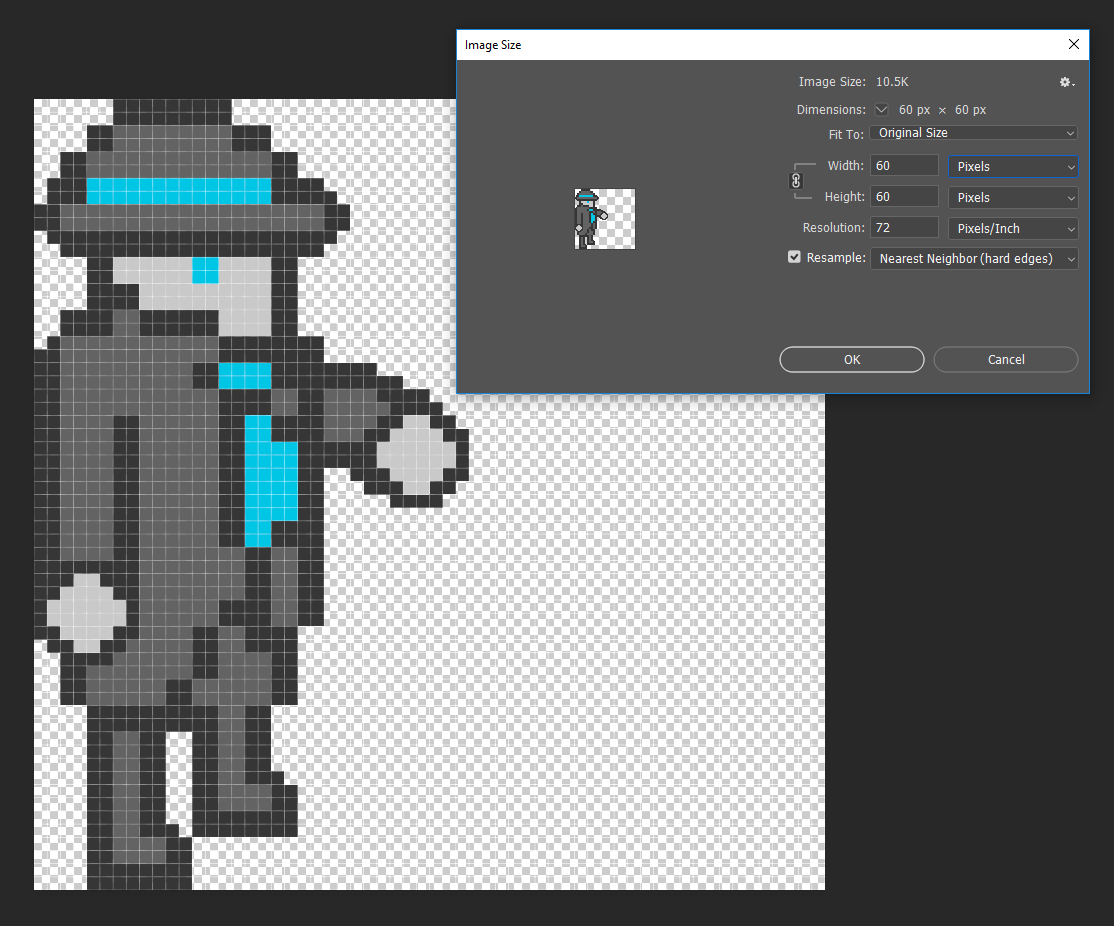 Image Size
Image Size: 10.5K
Dimensions: 60 px × 60 px
Fit To: Original Size
Width: 60 Pixels
Height: 60 Pixels
Resolution: 72 Pixels/Inch
Resample: Nearest Neighbor (hard edges)
OK Cancel